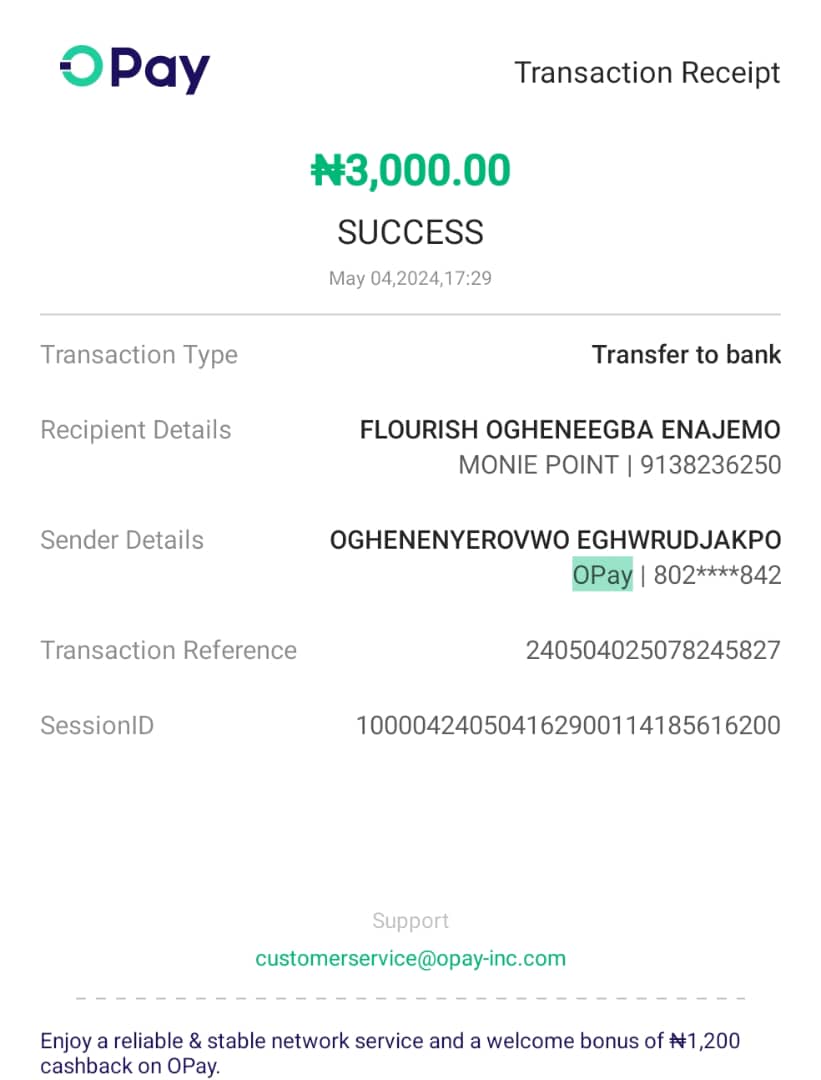 OPay
Transaction Receipt
₦3,000.00
SUCCESS
May 04,2024,17:29
Transaction Type Transfer to bank
Recipient Details FLOURISH OGHENEEGBA ENAJEMO
MONIE POINT | 9138236250
Sender Details OGHENENYEROVWO EGHWRUDJAKPO
OPay | 802****842
Transaction Reference 240504025078245827
SessionID 100004240504162900114185616200
Support
customerservice@opay-inc.com
Enjoy a reliable & stable network service and a welcome bonus of ₦1,200
cashback on OPay.